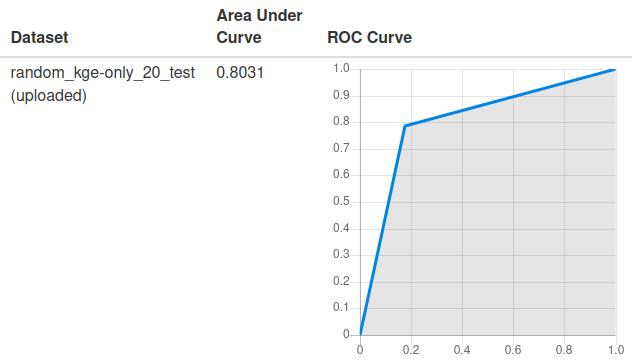 Area Under
Dataset Curve ROC Curve
random_kge-only_20_test 0.8031
(uploaded)
1.0
0.9
0.8
0.7
0.6
0.5
0.4
0.3
0.2
0.1
0
0 0.2 0.4 0.6 0.8 1.0